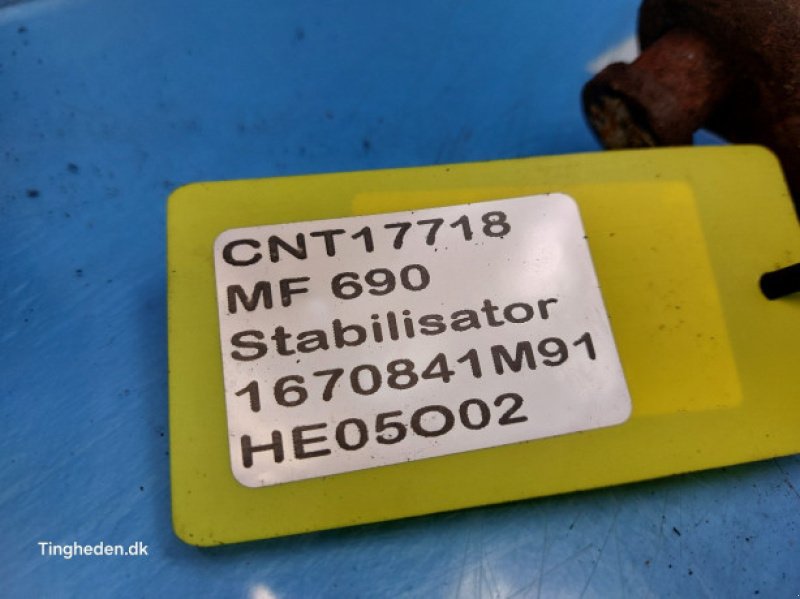 CNT17718
MF 690
Stabilisator
1670841M91
HE05O02
Tingheden.dk